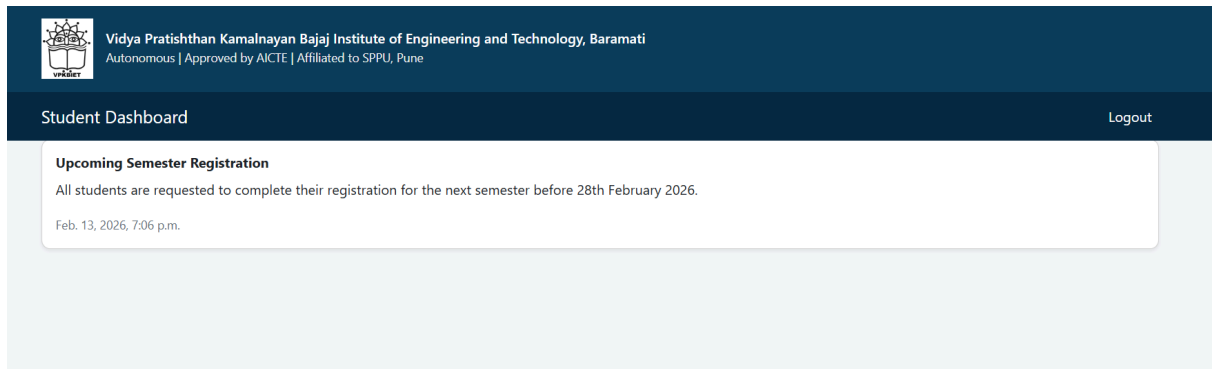 VPKBIET
Vidya Pratishthan Kamalnayan Bajaj Institute of Engineering and Technology, Baramati
Autonomous | Approved by AICTE | Affiliated to SPPU, Pune
Student Dashboard
Logout
Upcoming Semester Registration
All students are requested to complete their registration for the next semester before 28th February 2026.
Feb. 13, 2026, 7:06 p.m.